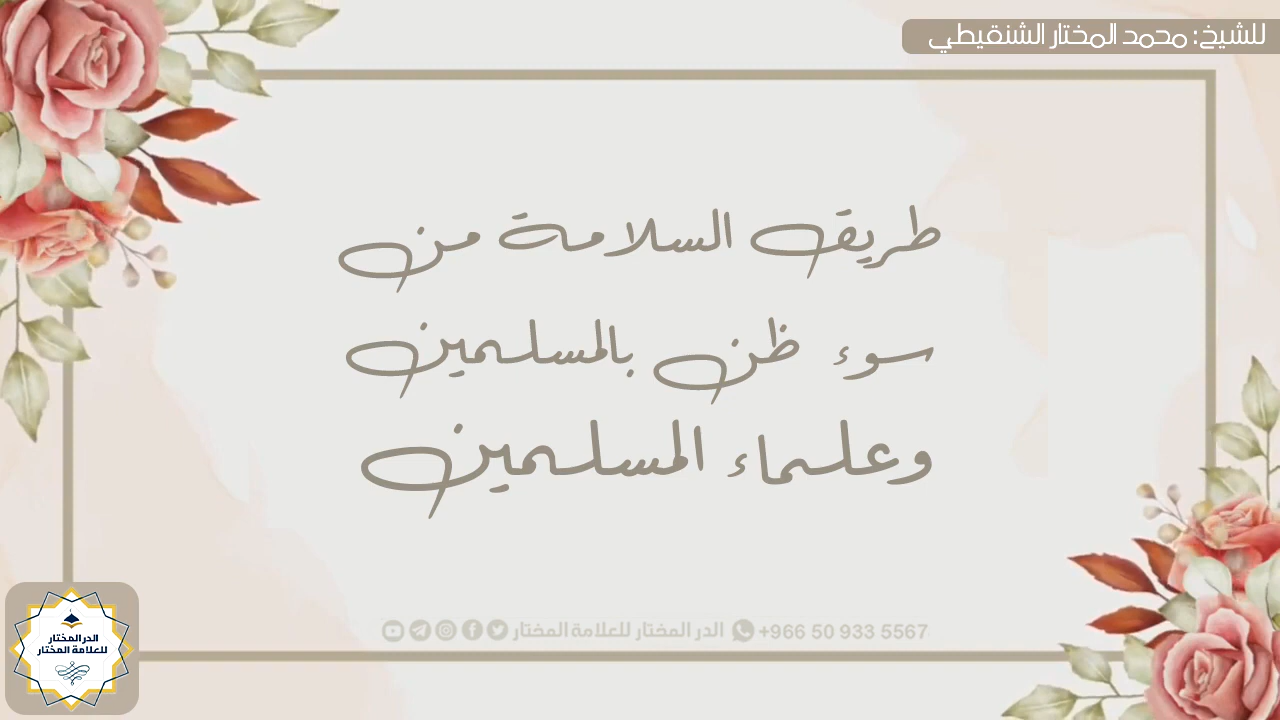 للشيخ: محمد المختار الشنقيطي
طريق السلامة من
سوء ظن بالمسلمين
وعلماء المسلمين
الدر المختار للعلامة المختار +966 50 933 5567
الدر المختار
للعلامة المختار